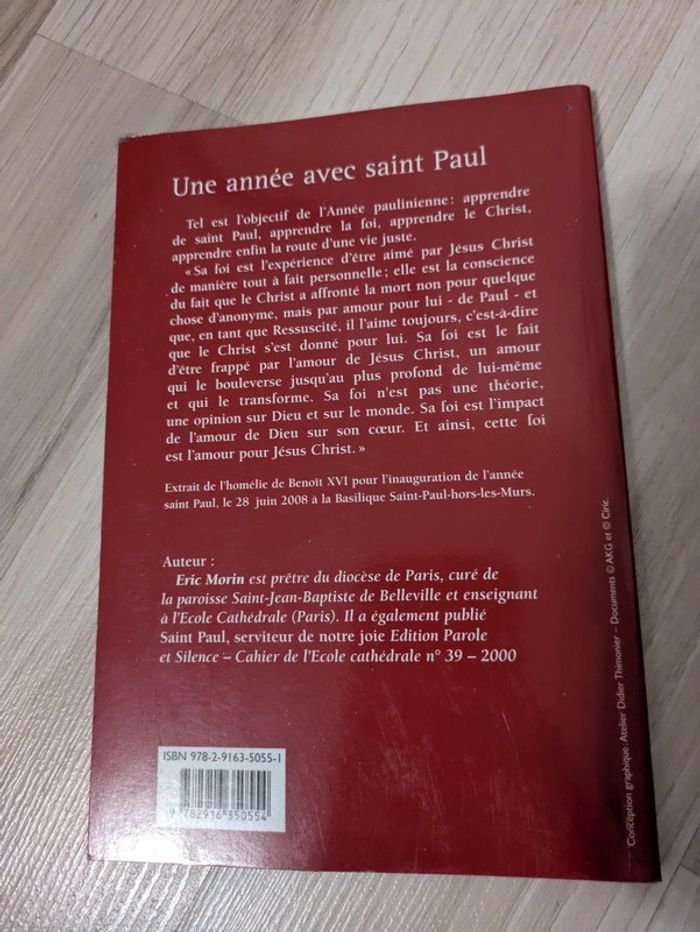 Une année avec saint Paul
Tel est l'objectif de l'Année paulinienne : apprendre
de saint Paul, apprendre la foi, apprendre le Christ,
apprendre enfin la route d'une vie juste.
« Sa foi est l'expérience d'être aimé par Jésus Christ
de manière tout à fait personnelle ; elle est la conscience
du fait que le Christ a affronté la mort non pour quelque
chose d'anonyme, mais par amour pour lui - de Paul - et
que, en tant que Ressuscité, il l'aime toujours, c'est-à-dire
que le Christ s'est donné pour lui. Sa foi est le fait
d'être frappé par l'amour de Jésus Christ, un amour
qui le bouleverse jusqu'au plus profond de lui-même
et qui le transforme. Sa foi n'est pas une théorie,
une opinion sur Dieu et sur le monde. Sa foi est l'impact
de l'amour de Dieu sur son cœur. Et ainsi, cette foi
est l'amour pour Jésus Christ. »
Extrait de l'homélie de Benoît XVI pour l'inauguration de l'année
saint Paul, le 28 juin 2008 à la Basilique Saint-Paul-hors-les-Murs.
Auteur :
Eric Morin est prêtre du diocèse de Paris, curé de
la paroisse Saint-Jean-Baptiste de Belleville et enseignant
à l'Ecole Cathédrale (Paris). Il a également publié
Saint Paul, serviteur de notre joie Edition Parole
et Silence – Cahier de l'Ecole cathédrale n° 39 – 2000
ISBN 978-2-9163-5055-1
9 782916 350554
Conception graphique : Atelier Didier Thimonier – Documents © AKG et © Ciric.